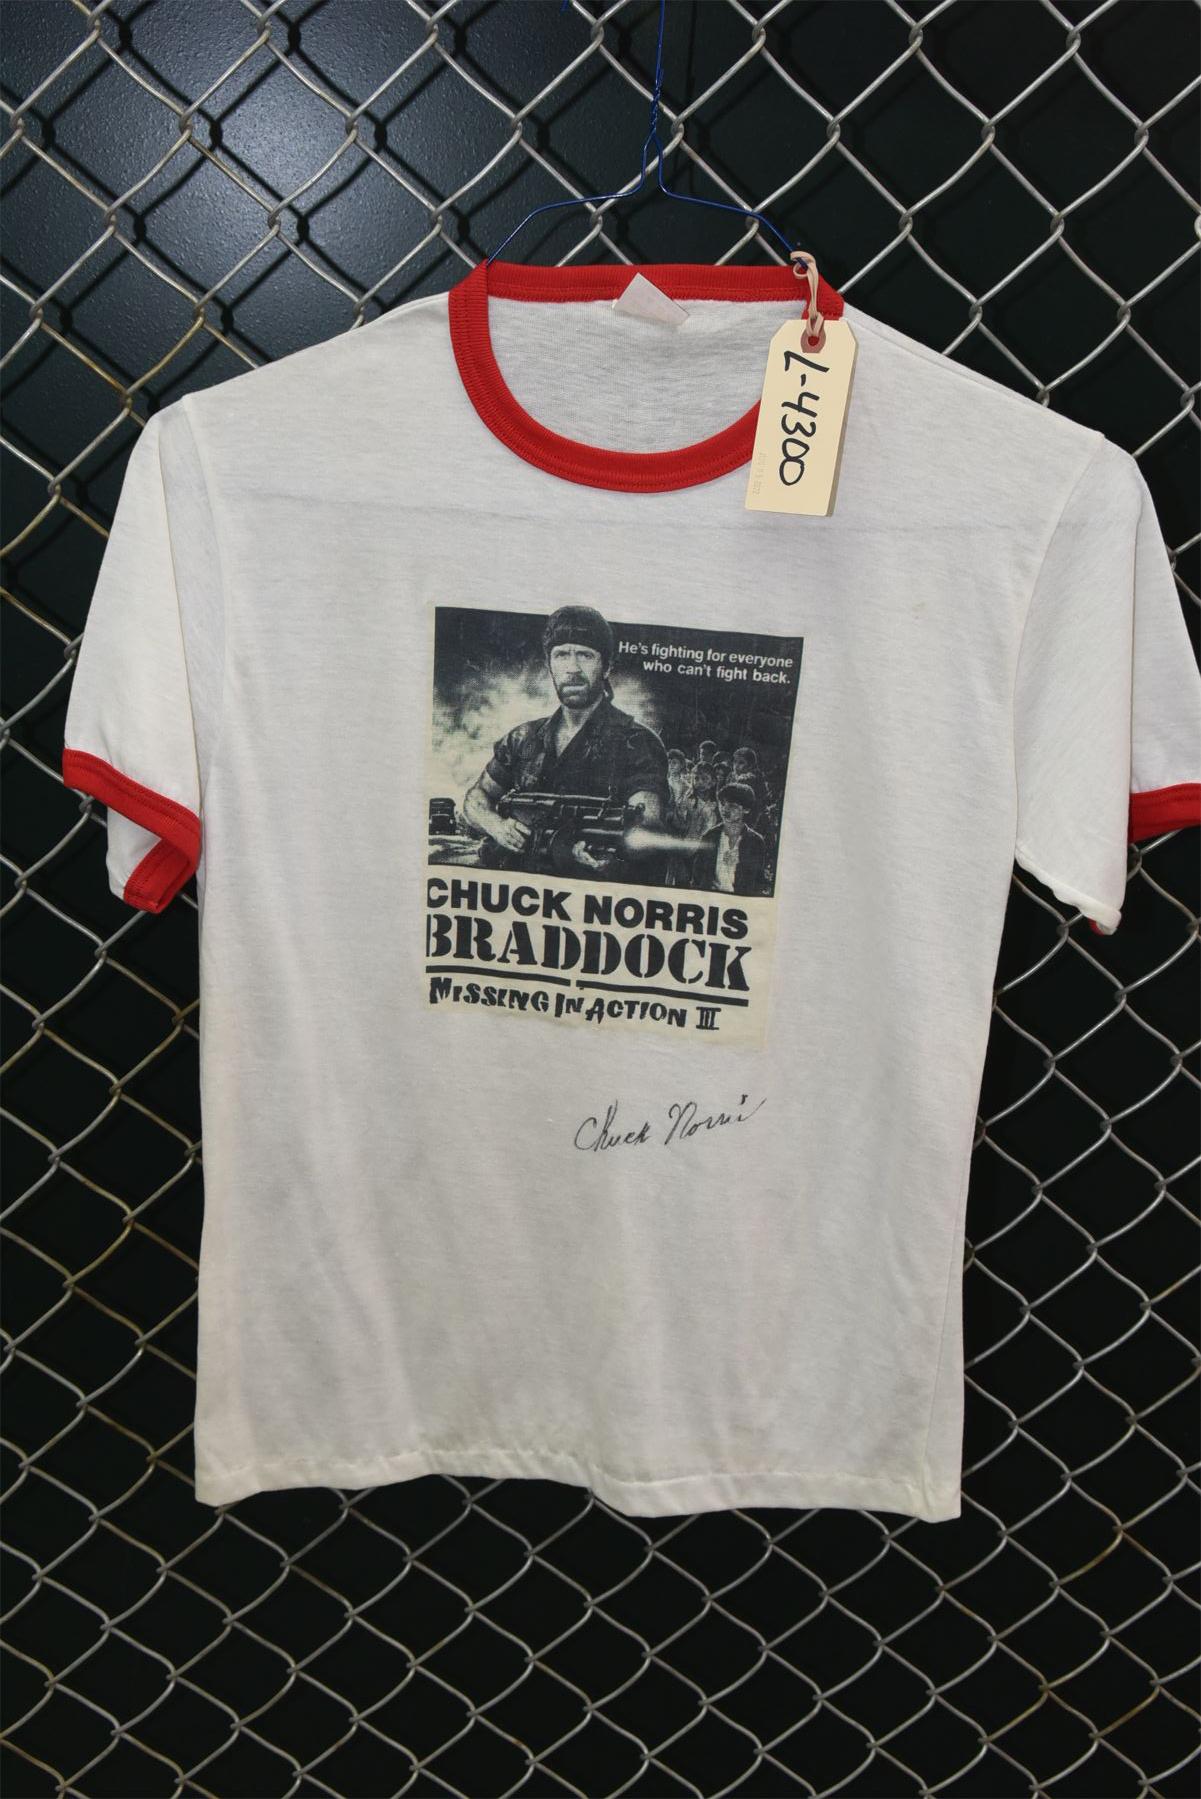 L-4300
He's fighting for everyone
who can't fight back.
CHUCK NORRIS
BRADDOCK
MISSING IN ACTION III
Chuck Norris